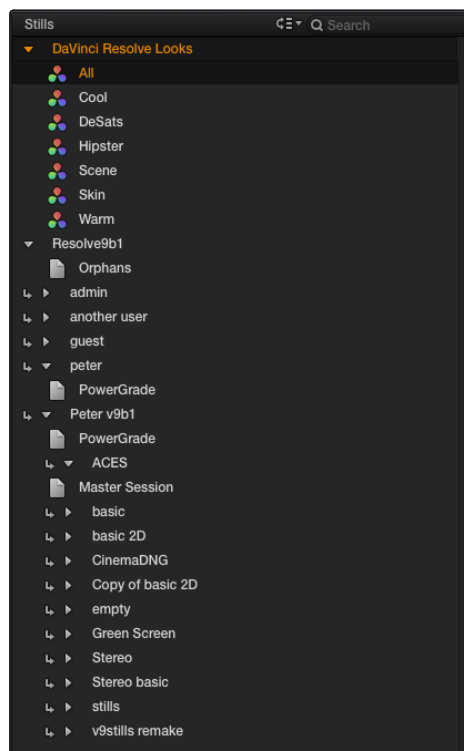 Stills Search
DaVinci Resolve Looks
All
Cool
DeSats
Hipster
Scene
Skin
Warm
Resolve9b1
Orphans
admin
another user
guest
peter
PowerGrade
Peter v9b1
PowerGrade
ACES
Master Session
basic
basic 2D
CinemaDNG
Copy of basic 2D
empty
Green Screen
Stereo
Stereo basic
stills
v9stills remake